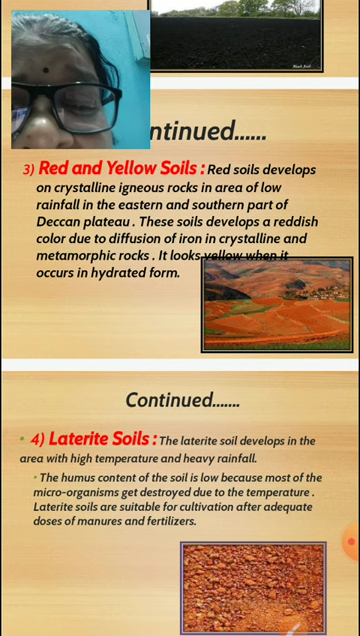 Black Soil
ntinued......
3) Red and Yellow Soils : Red soils develops
on crystalline igneous rocks in area of low
rainfall in the eastern and southern part of
Deccan plateau . These soils develops a reddish
color due to diffusion of iron in crystalline and
metamorphic rocks . It looks yellow when it
occurs in hydrated form.
Continued.......
• 4) Laterite Soils : The laterite soil develops in the
area with high temperature and heavy rainfall.
• The humus content of the soil is low because most of the
micro-organisms get destroyed due to the temperature .
Laterite soils are suitable for cultivation after adequate
doses of manures and fertilizers.